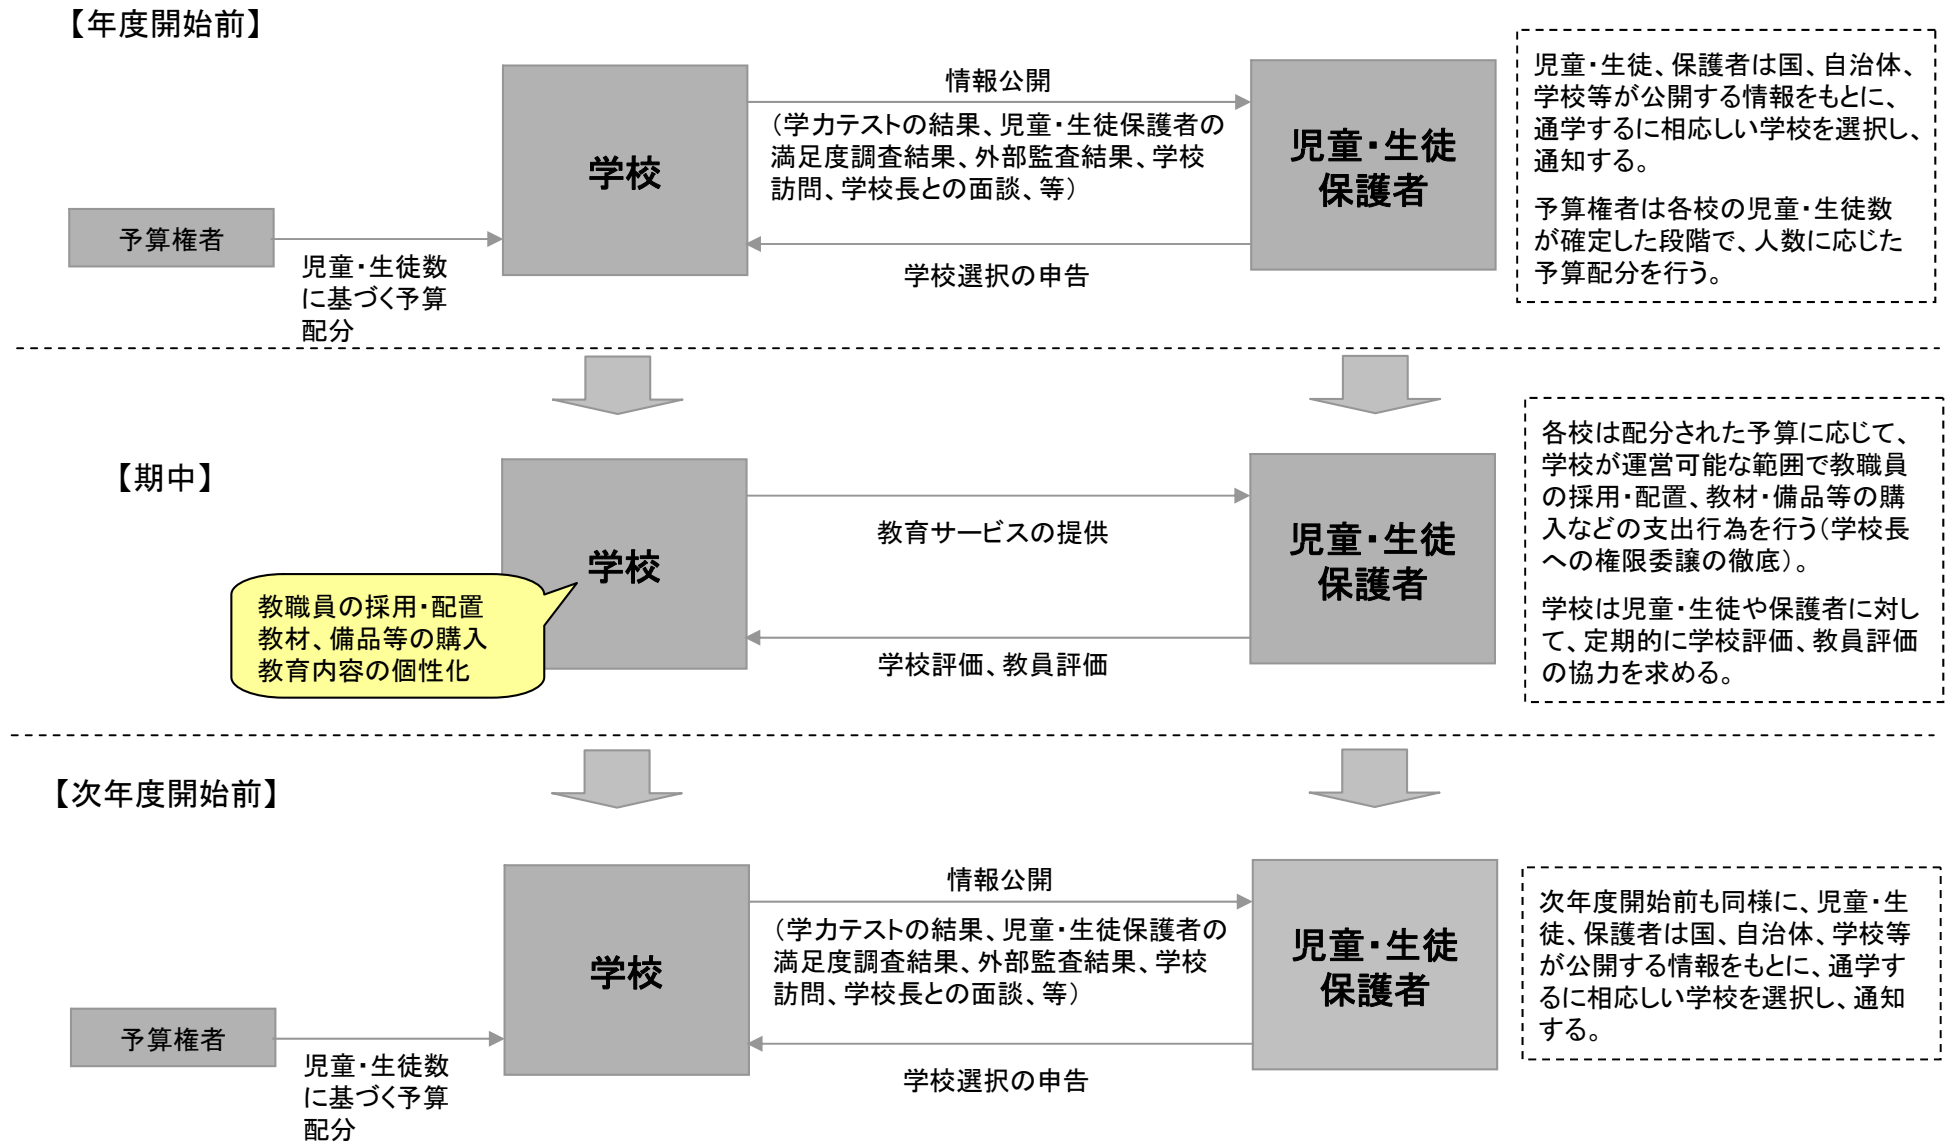 【年度開始前】
学校
情報公開
（学力テストの結果、児童・生徒保護者の
満足度調査結果、外部監査結果、学校
訪問、学校長との面談、等）
学校選択の申告
児童・生徒
保護者
予算権者
児童・生徒数
に基づく予算
配分
児童・生徒、保護者は国、自治体、
学校等が公開する情報をもとに、
通学するに相応しい学校を選択し、
通知する。
予算権者は各校の児童・生徒数
が確定した段階で、人数に応じた
予算配分を行う。
【期中】
学校
教育サービスの提供
学校評価、教員評価
児童・生徒
保護者
教職員の採用・配置
教材、備品等の購入
教育内容の個性化
各校は配分された予算に応じて、
学校が運営可能な範囲で教職員
の採用・配置、教材・備品等の購
入などの支出行為を行う（学校長
への権限委譲の徹底）。
学校は児童・生徒や保護者に対し
て、定期的に学校評価、教員評価
の協力を求める。
【次年度開始前】
学校
情報公開
（学力テストの結果、児童・生徒保護者の
満足度調査結果、外部監査結果、学校
訪問、学校長との面談、等）
学校選択の申告
児童・生徒
保護者
予算権者
児童・生徒数
に基づく予算
配分
次年度開始前も同様に、児童・生
徒、保護者は国、自治体、学校等
が公開する情報をもとに、通学す
るに相応しい学校を選択し、通知
する。